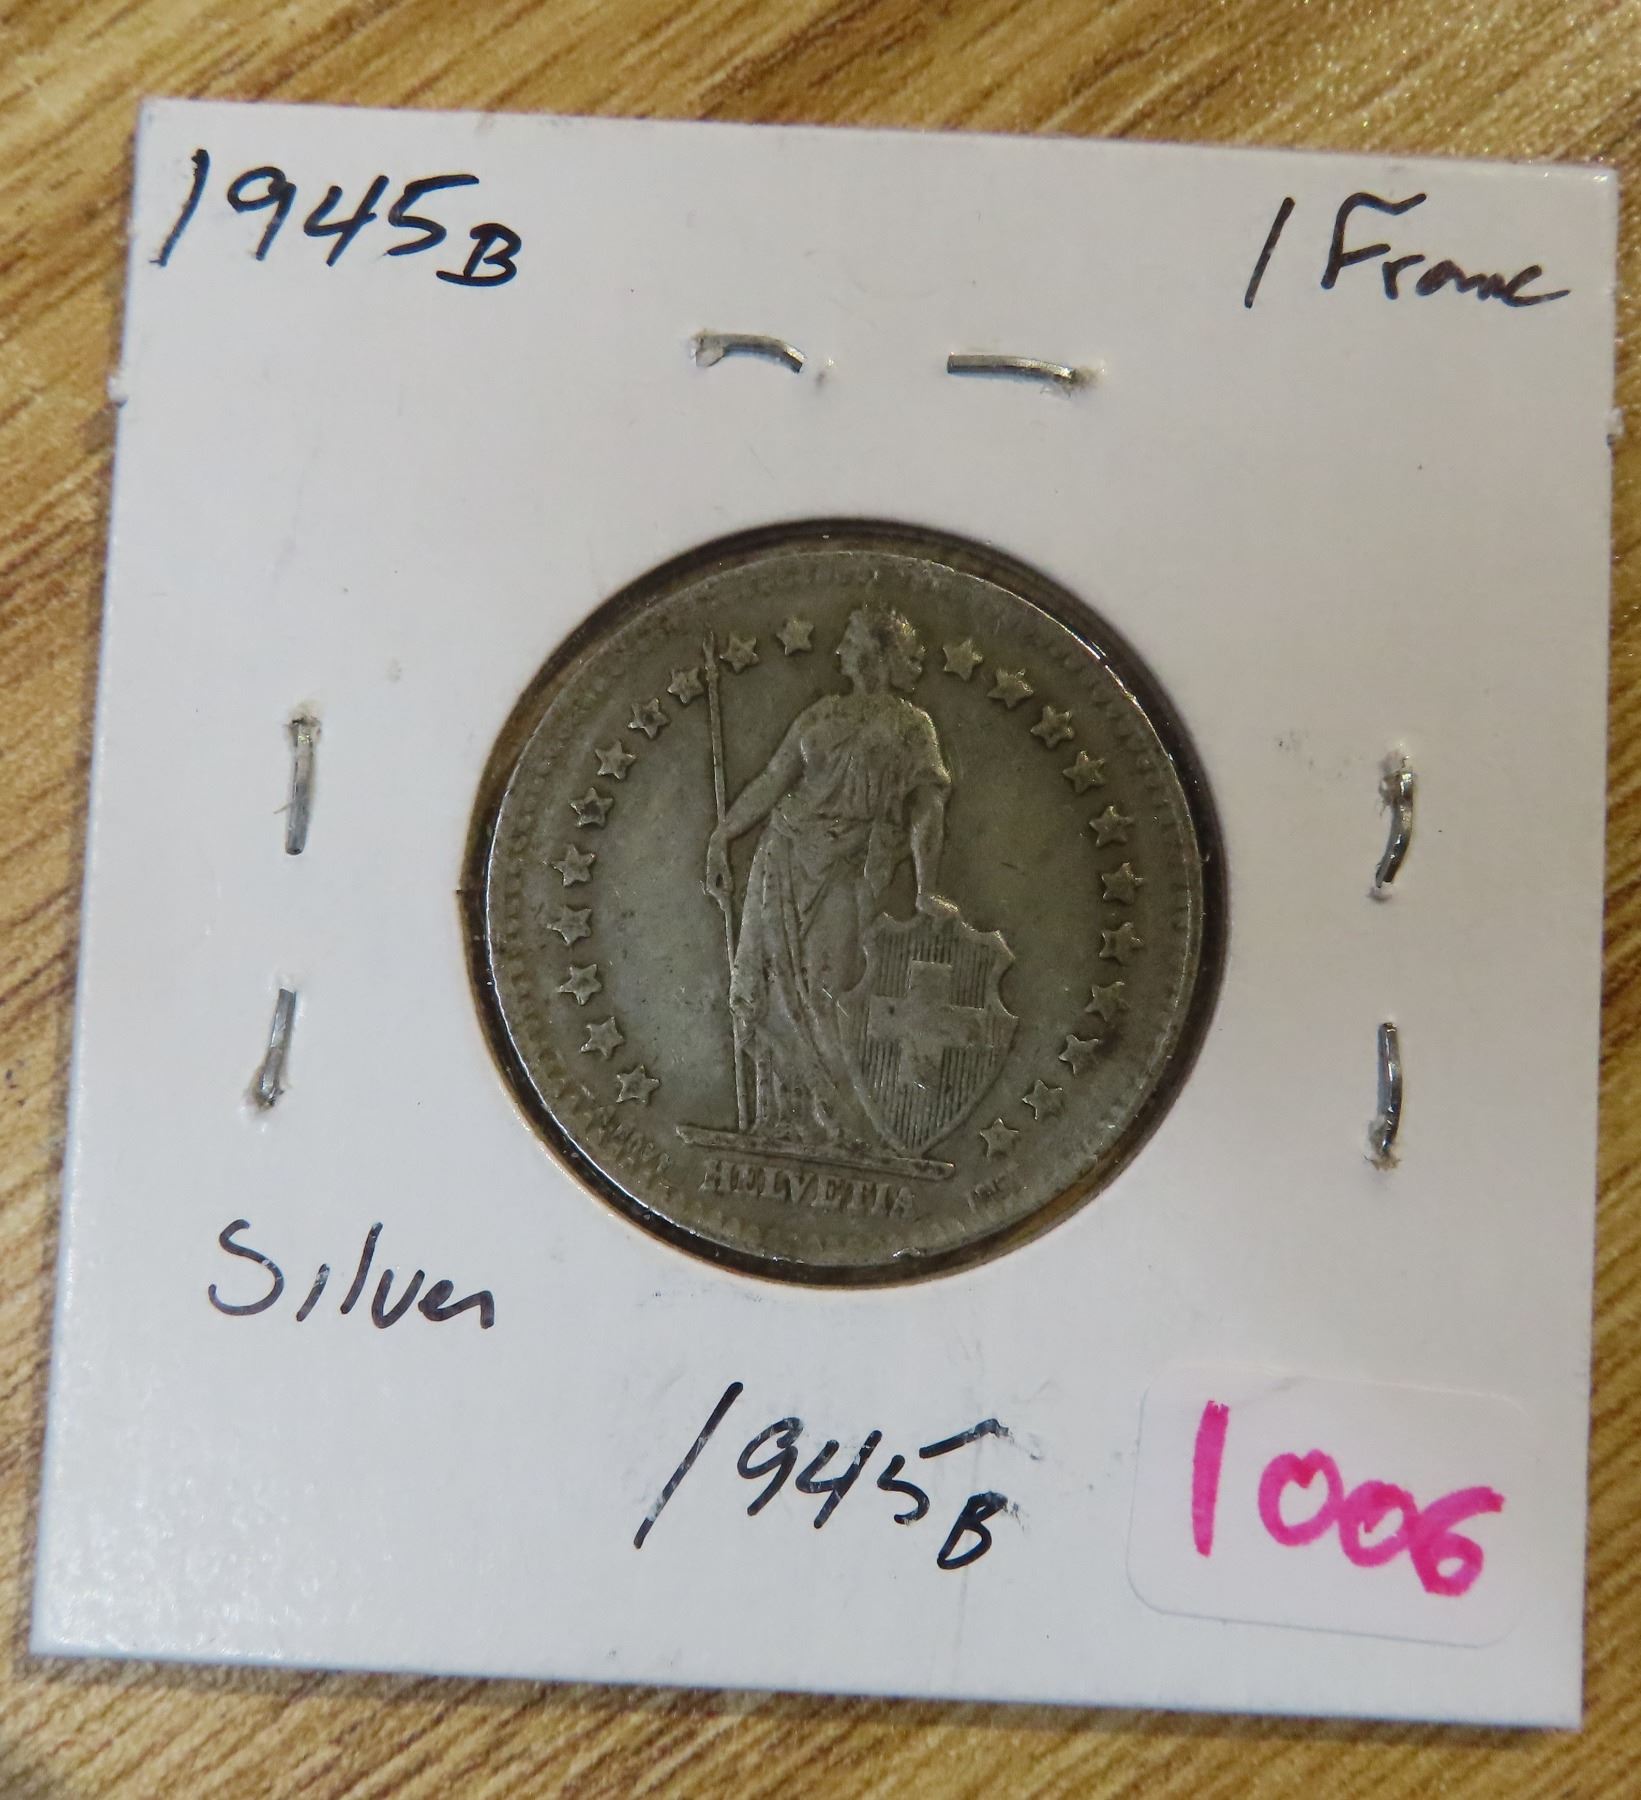 1945B
1 Franc
HELVETIA
Silver
1945B
1006